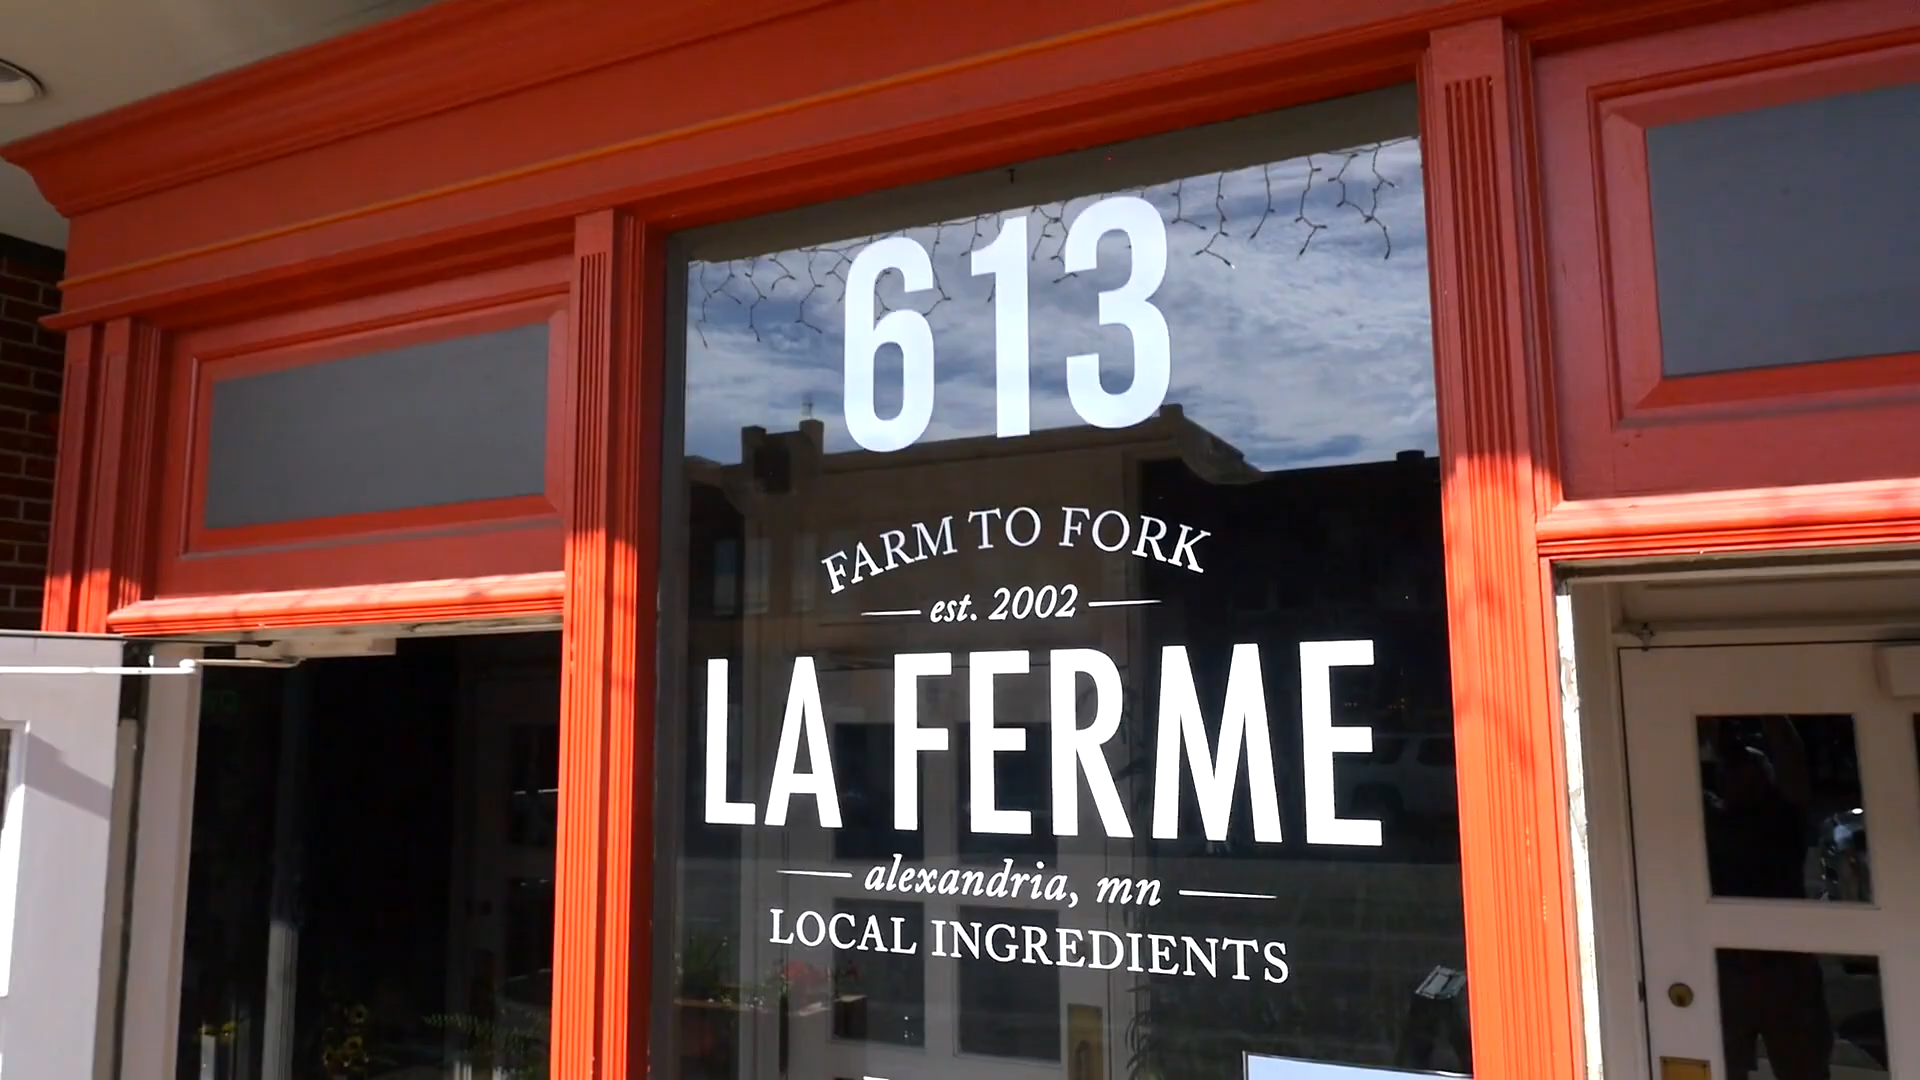 613
FARM TO FORK
est. 2002
LA FERME
alexandria, mn
LOCAL INGREDIENTS